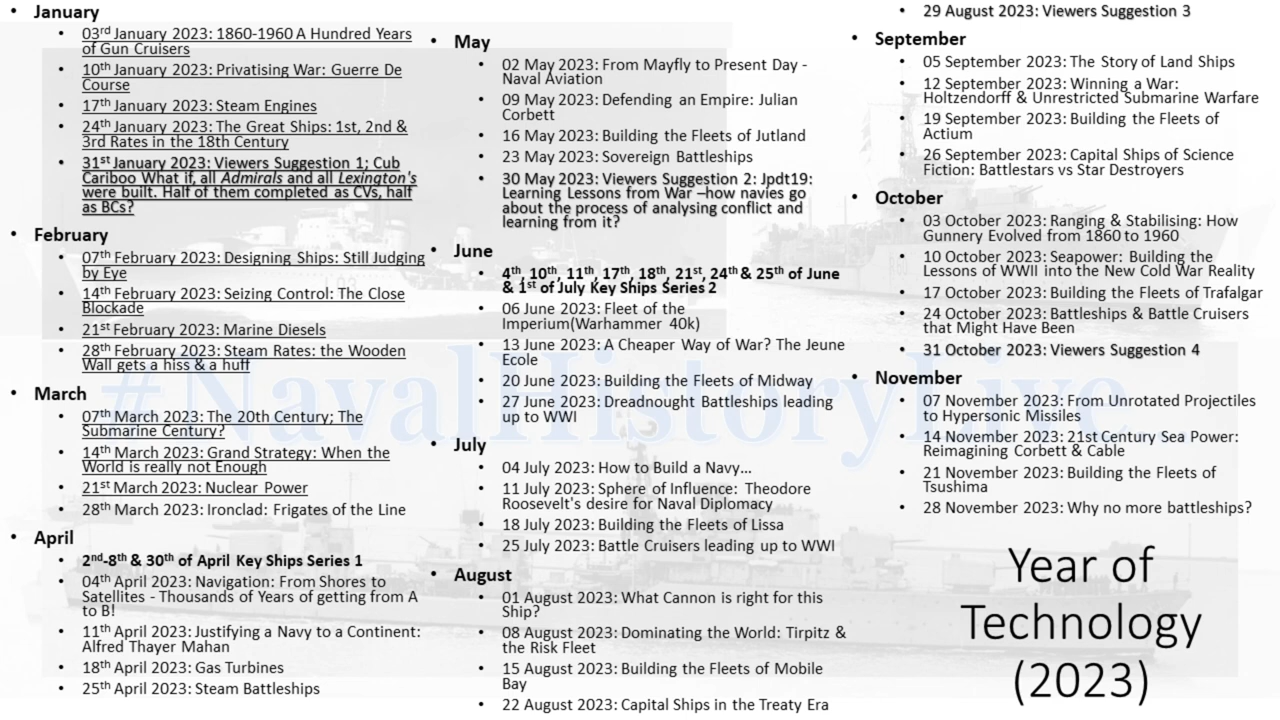 January
03rd January 2023: 1860-1960 A Hundred Years
of Gun Cruisers
10th January 2023: Privatising War: Guerre De
Course
17th January 2023: Steam Engines
24th January 2023: The Great Ships: 1st, 2nd &
3rd Rates in the 18th Century
31st January 2023: Viewers Suggestion 1; Cub
Cariboo What if, all Admirals and all Lexington's
were built. Half of them completed as CVs, half
as BCs?
February
07th February 2023: Designing Ships: Still Judging
by Eye
14th February 2023: Seizing Control: The Close
Blockade
21st February 2023: Marine Diesels
28th February 2023: Steam Rates: the Wooden
Wall gets a hiss & a huff
March
07th March 2023: The 20th Century; The
Submarine Century?
14th March 2023: Grand Strategy: When the
World is really not Enough
21st March 2023: Nuclear Power
28th March 2023: Ironclad: Frigates of the Line
April
2nd-8th & 30th of April Key Ships Series 1
04th April 2023: Navigation: From Shores to
Satellites - Thousands of Years of getting from A
to B!
11th April 2023: Justifying a Navy to a Continent:
Alfred Thayer Mahan
18th April 2023: Gas Turbines
25th April 2023: Steam Battleships
May
02 May 2023: From Mayfly to Present Day -
Naval Aviation
09 May 2023: Defending an Empire: Julian
Corbett
16 May 2023: Building the Fleets of Jutland
23 May 2023: Sovereign Battleships
30 May 2023: Viewers Suggestion 2: Jpdt19:
Learning Lessons from War –how navies go
about the process of analysing conflict and
learning from it?
June
4th, 10th, 11th, 17th, 18th, 21st, 24th & 25th of June
& 1st of July Key Ships Series 2
06 June 2023: Fleet of the
Imperium(Warhammer 40k)
13 June 2023: A Cheaper Way of War? The Jeune
Ecole
20 June 2023: Building the Fleets of Midway
27 June 2023: Dreadnought Battleships leading
up to WWI
July
04 July 2023: How to Build a Navy...
11 July 2023: Sphere of Influence: Theodore
Roosevelt's desire for Naval Diplomacy
18 July 2023: Building the Fleets of Lissa
25 July 2023: Battle Cruisers leading up to WWI
August
01 August 2023: What Cannon is right for this
Ship?
08 August 2023: Dominating the World: Tirpitz &
the Risk Fleet
15 August 2023: Building the Fleets of Mobile
Bay
22 August 2023: Capital Ships in the Treaty Era
29 August 2023: Viewers Suggestion 3
September
05 September 2023: The Story of Land Ships
12 September 2023: Winning a War:
Holtzendorff & Unrestricted Submarine Warfare
19 September 2023: Building the Fleets of
Actium
26 September 2023: Capital Ships of Science
Fiction: Battlestars vs Star Destroyers
October
03 October 2023: Ranging & Stabilising: How
Gunnery Evolved from 1860 to 1960
10 October 2023: Seapower: Building the
Lessons of WWII into the New Cold War Reality
17 October 2023: Building the Fleets of Trafalgar
24 October 2023: Battleships & Battle Cruisers
that Might Have Been
31 October 2023: Viewers Suggestion 4
November
07 November 2023: From Unrotated Projectiles
to Hypersonic Missiles
14 November 2023: 21st Century Sea Power:
Reimagining Corbett & Cable
21 November 2023: Building the Fleets of
Tsushima
28 November 2023: Why no more battleships?
Year of
Technology
(2023)
#NavalHistoryLive...